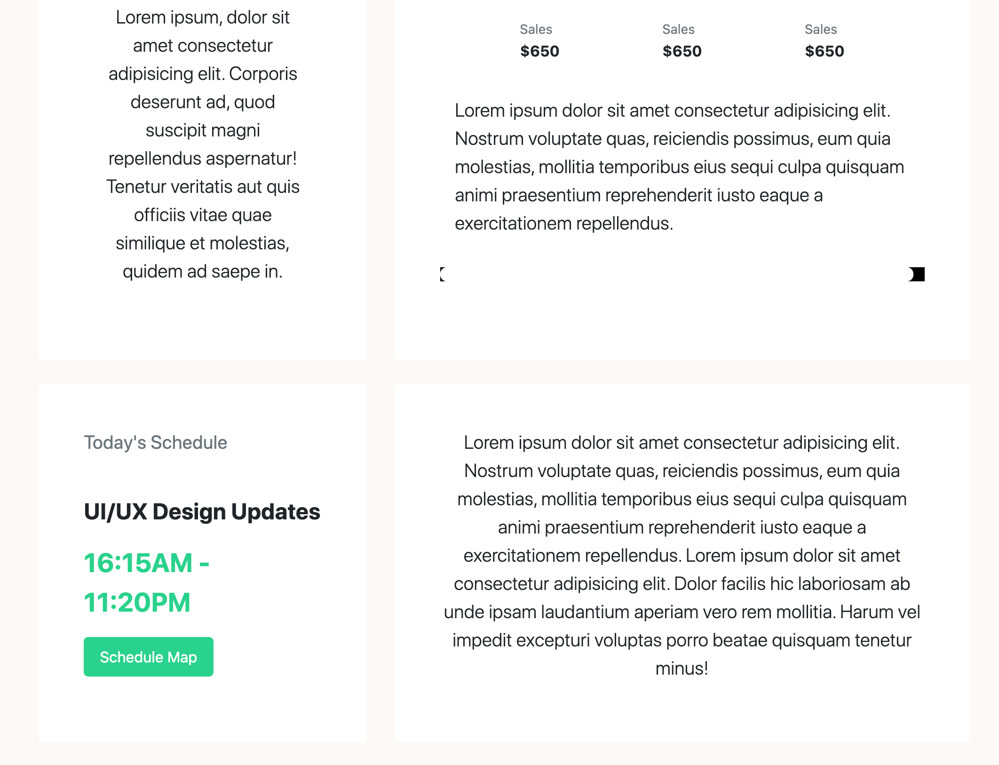 Lorem ipsum, dolor sit
amet consectetur
adipisicing elit. Corporis
deserunt ad, quod
suscipit magni
repellendus aspernatur!
Tenetur veritatis aut quis
officiis vitae quae
similique et molestias,
quidem ad saepe in.
Sales
$650
Sales
$650
Sales
$650
Lorem ipsum dolor sit amet consectetur adipisicing elit.
Nostrum voluptate quas, reiciendis possimus, eum quia
molestias, mollitia temporibus eius sequi culpa quisquam
animi praesentium reprehenderit iusto eaque a
exercitationem repellendus.
Today's Schedule
UI/UX Design Updates
16:15AM -
11:20PM
Schedule Map
Lorem ipsum dolor sit amet consectetur adipisicing elit.
Nostrum voluptate quas, reiciendis possimus, eum quia
molestias, mollitia temporibus eius sequi culpa quisquam
animi praesentium reprehenderit iusto eaque a
exercitationem repellendus. Lorem ipsum dolor sit amet
consectetur adipisicing elit. Dolor facilis hic laboriosam ab
unde ipsam laudantium aperiam vero rem mollitia. Harum vel
impedit excepturi voluptas porro beatae quisquam tenetur
minus!